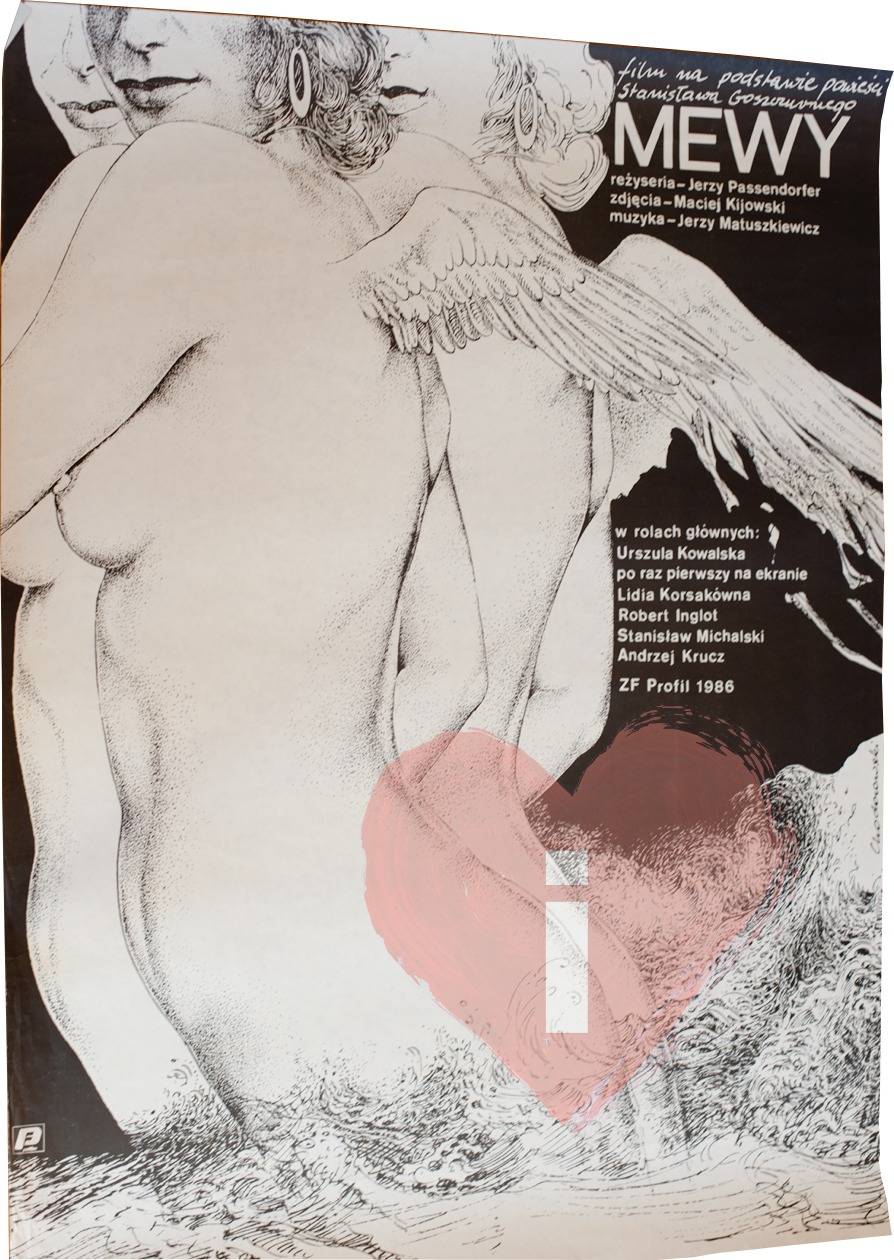 film na podstawie powieści
Stanisława Goszczurnego
MEWY
reżyseria-Jerzy Passendorfer
zdjęcia-Maciej Kijowski
muzyka-Jerzy Matuszkiewicz
w rolach głównych:
Urszula Kowalska
po raz pierwszy na ekranie
Lidia Korsakówna
Robert Inglot
Stanisław Michalski
Andrzej Krucz
ZF Profil 1986
i